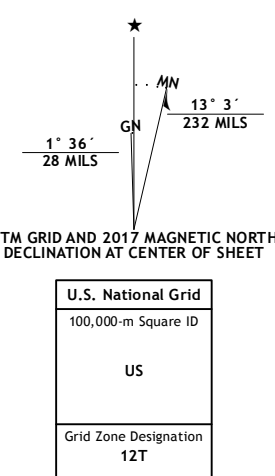 ★
MN
GN
13° 3´
232 MILS
1° 36´
28 MILS
TM GRID AND 2017 MAGNETIC NORTH
DECLINATION AT CENTER OF SHEET
U.S. National Grid
100,000-m Square ID
US
Grid Zone Designation
12T